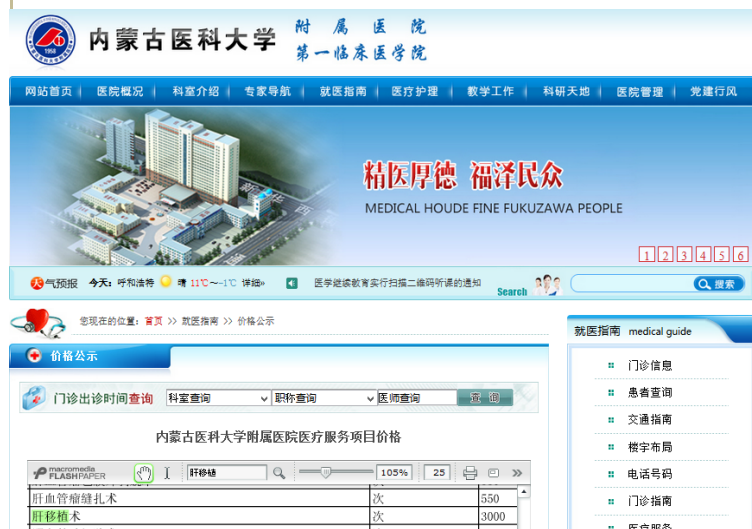 1958
内蒙古医科大学
附属医院
第一临床医学院
网站首页 医院概况 科室介绍 专家导航 就医指南 医疗护理 教学工作 科研天地 医院管理 党建行风
精医厚德 福泽民众
MEDICAL HOUDE FINE FUKUZAWA PEOPLE
1 2 3 4 5 6
天气预报 今天: 呼和浩特 晴 11℃～-1℃ 详细» 医学继续教育实行扫描二维码听课的通知 Search 搜索
您现在的位置: 首页 >> 就医指南 >> 价格公示
就医指南 medical guide
价格公示
门诊出诊时间查询 科室查询 职称查询 医师查询 查 询
内蒙古医科大学附属医院医疗服务项目价格
macromedia FLASHPAPER 肝移植 105% 25
肝血管瘤缝扎术 次 550
肝移植术 次 3000
门诊信息
患者查询
交通指南
楼宇布局
电话号码
门诊指南
医疗服务